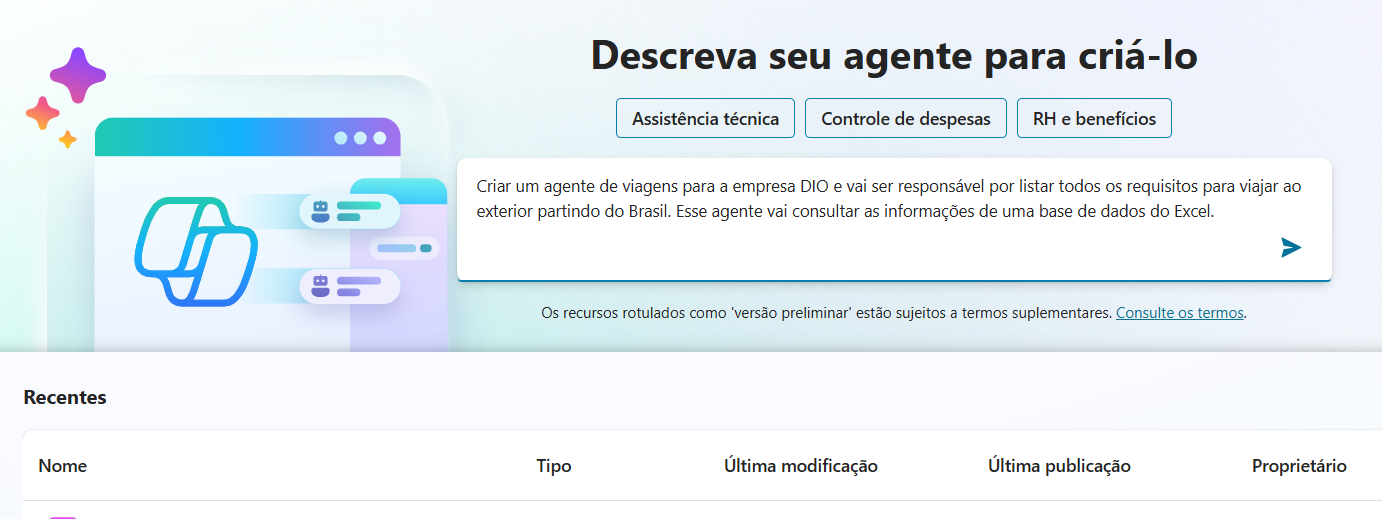 Descreva seu agente para criá-lo
Assistência técnica
Controle de despesas
RH e benefícios
Criar um agente de viagens para a empresa DIO e vai ser responsável por listar todos os requisitos para viajar ao
exterior partindo do Brasil. Esse agente vai consultar as informações de uma base de dados do Excel.
Os recursos rotulados como 'versão preliminar' estão sujeitos a termos suplementares. Consulte os termos.
Recentes
Nome
Tipo
Última modificação
Última publicação
Proprietário